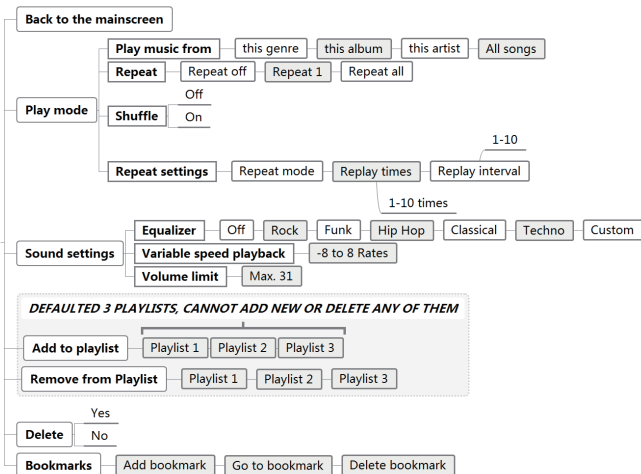 Back to the mainscreen
Play mode
Play music from this genre this album this artist All songs
Repeat Repeat off Repeat 1 Repeat all
Shuffle
Off
On
Repeat settings Repeat mode Replay times Replay interval
1-10
1-10 times
Sound settings
Equalizer Off Rock Funk Hip Hop Classical Techno Custom
Variable speed playback -8 to 8 Rates
Volume limit Max. 31
DEFAULTED 3 PLAYLISTS, CANNOT ADD NEW OR DELETE ANY OF THEM
Add to playlist Playlist 1 Playlist 2 Playlist 3
Remove from Playlist Playlist 1 Playlist 2 Playlist 3
Delete
Yes
No
Bookmarks Add bookmark Go to bookmark Delete bookmark